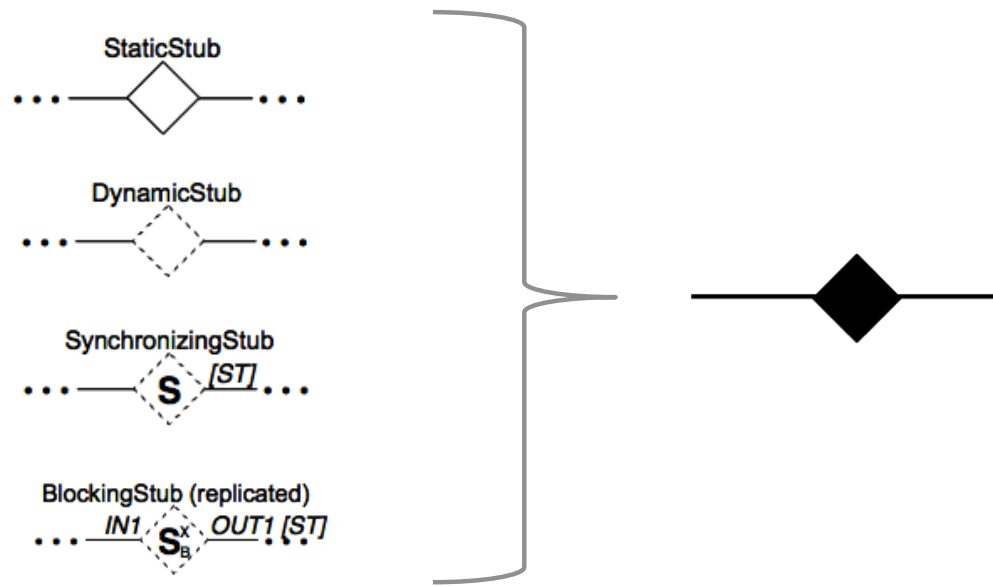 StaticStub
DynamicStub
SynchronizingStub
S [ST]
BlockingStub (replicated)
IN1 S X B OUT1 [ST]